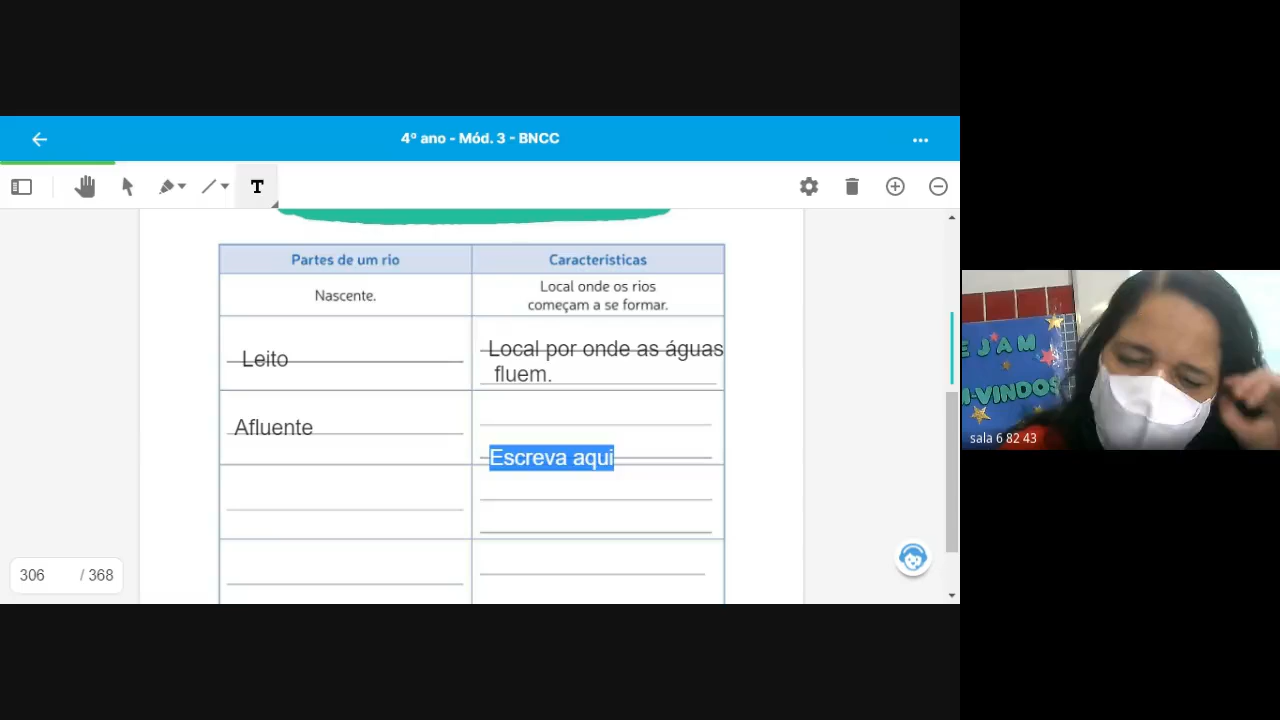 4º ano - Mód. 3 - BNCC
T
Partes de um rio
Características
Nascente.
Local onde os rios
começam a se formar.
Leito
Local por onde as águas
fluem.
Afluente
Escreva aqui
306 / 368
E JAM
-VINDOS
sala 6 82 43